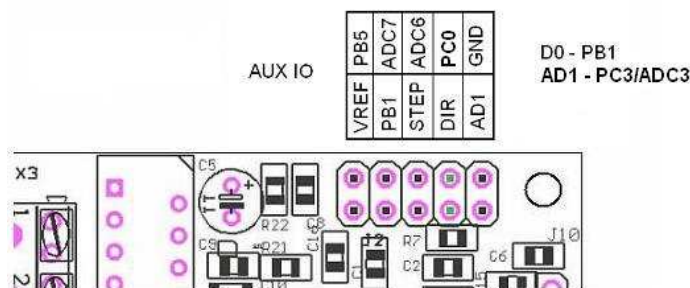 AUX IO
PB5 ADC7 ADC6 PC0 GND
VREF PB1 STEP DIR AD1
D0 - PB1
AD1 - PC3/ADC3
X3
C5
+
1
R22 C8
C9 R21
J2
R7
J10
C2
C6
2